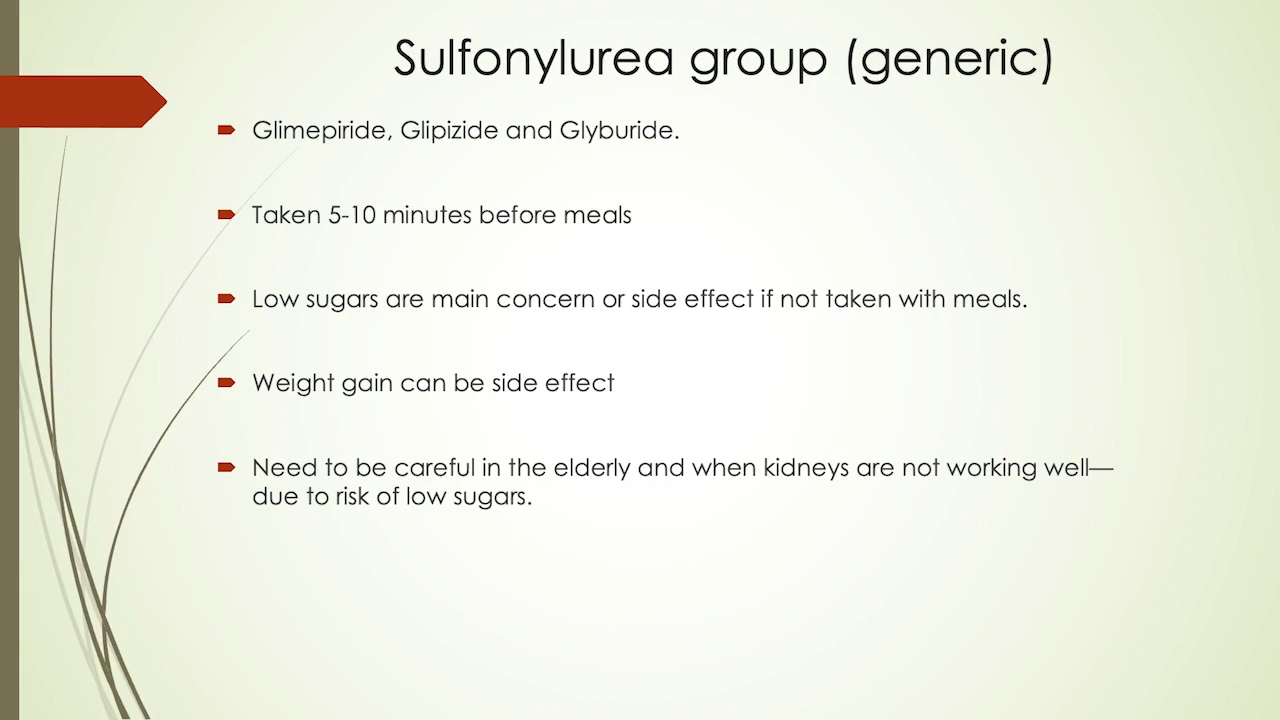 Sulfonylurea group (generic)
Glimepiride, Glipizide and Glyburide.
Taken 5-10 minutes before meals
Low sugars are main concern or side effect if not taken with meals.
Weight gain can be side effect
Need to be careful in the elderly and when kidneys are not working well—
due to risk of low sugars.